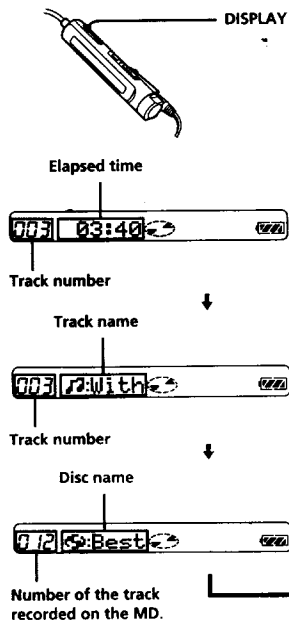 DISPLAY
Elapsed time
003 03:40
Track number
Track name
003 ♫:With
Track number
Disc name
012 :Best
Number of the track
recorded on the MD.